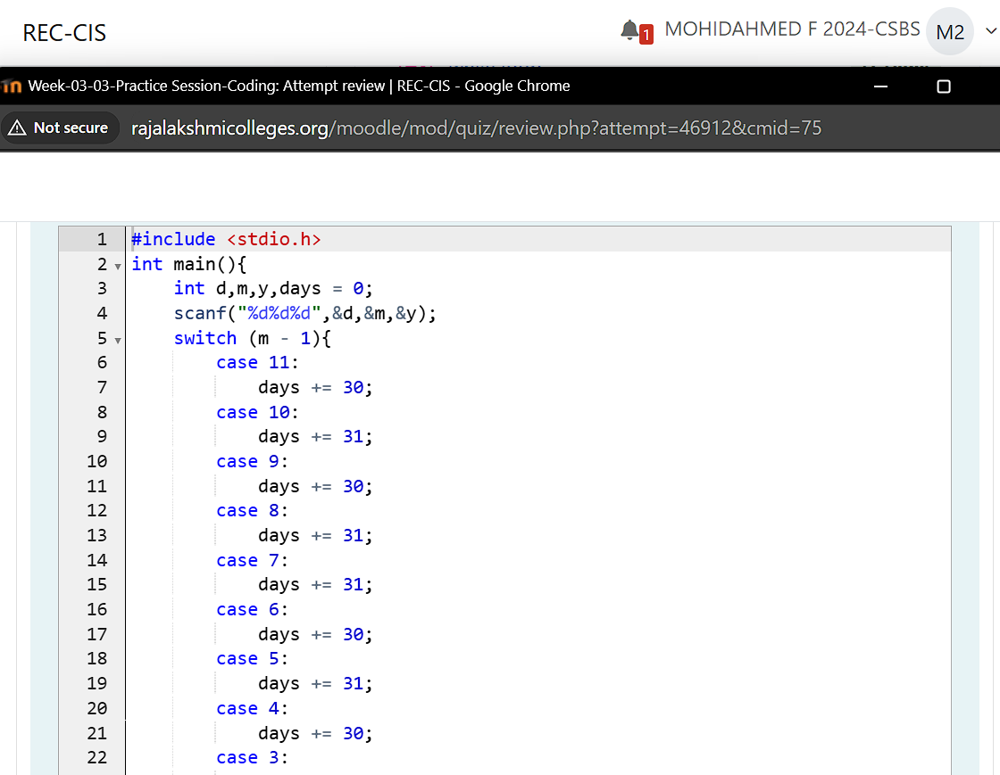 REC-CIS
1
MOHIDAHMED F 2024-CSBS
M2
Week-03-03-Practice Session-Coding: Attempt review | REC-CIS - Google Chrome
Not secure
rajalakshmicolleges.org/moodle/mod/quiz/review.php?attempt=46912&cmid=75
1 #include <stdio.h>
2 int main(){
3     int d,m,y,days = 0;
4     scanf("%d%d%d",&d,&m,&y);
5     switch (m - 1){
6         case 11:
7             days += 30;
8         case 10:
9             days += 31;
10         case 9:
11             days += 30;
12         case 8:
13             days += 31;
14         case 7:
15             days += 31;
16         case 6:
17             days += 30;
18         case 5:
19             days += 31;
20         case 4:
21             days += 30;
22         case 3: